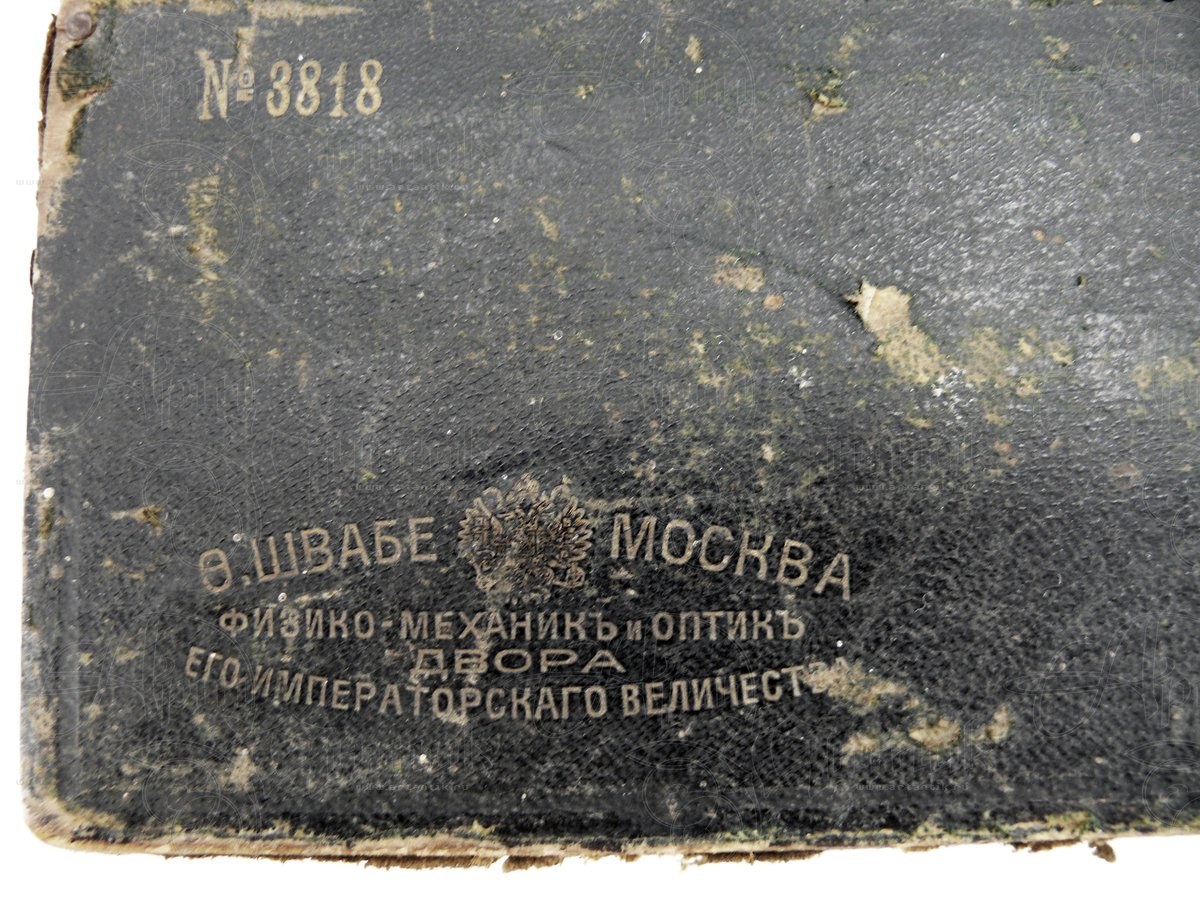 № 3818
Ѳ. ШВАБЕ МОСКВА
ФИЗИКО-МЕХАНИКЪ и ОПТИКЪ
ДВОРА
ЕГО ИМПЕРАТОРСКАГО ВЕЛИЧЕСТВА